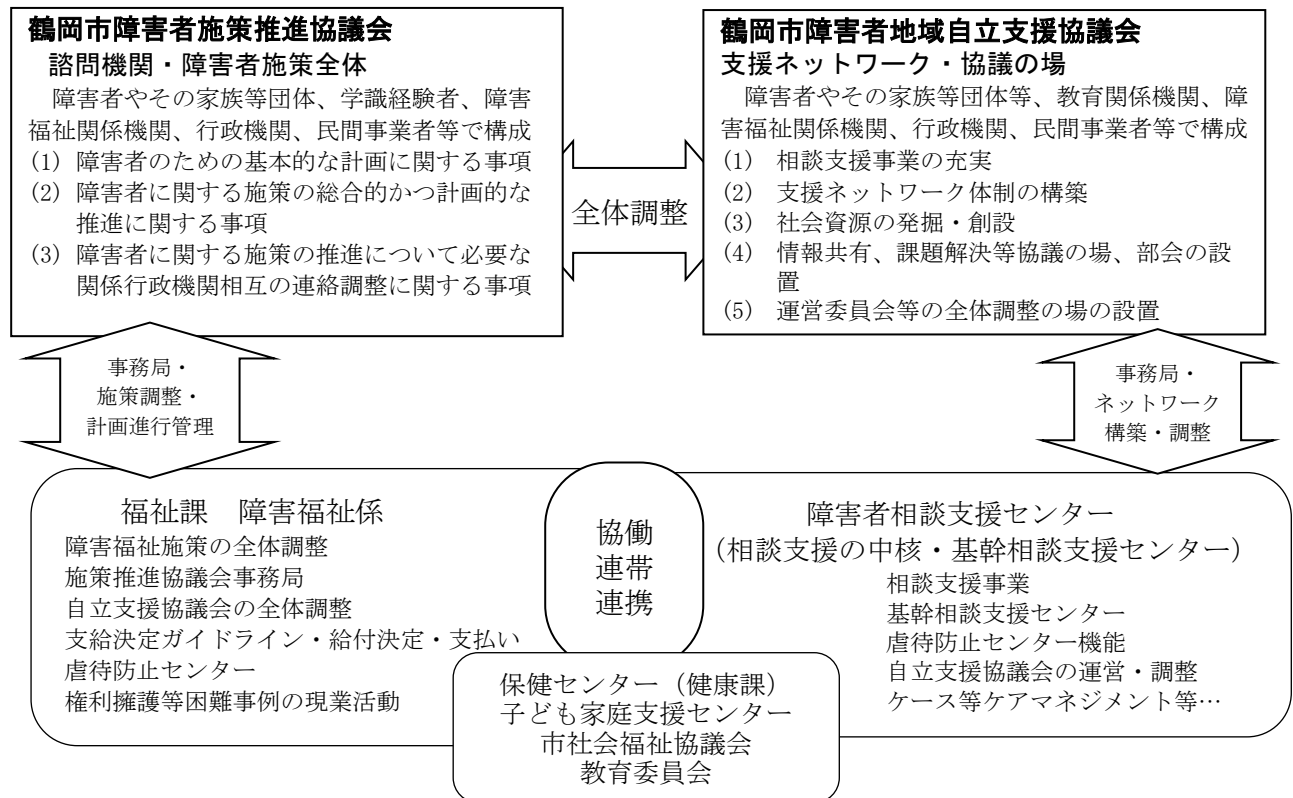 鶴岡市障害者施策推進協議会
諮問機関・障害者施策全体
障害者やその家族等団体、学識経験者、障害
福祉関係機関、行政機関、民間事業者等で構成
(1) 障害者のための基本的な計画に関する事項
(2) 障害者に関する施策の総合的かつ計画的な
推進に関する事項
(3) 障害者に関する施策の推進について必要な
関係行政機関相互の連絡調整に関する事項
全体調整
鶴岡市障害者地域自立支援協議会
支援ネットワーク・協議の場
障害者やその家族等団体等、教育関係機関、障
害福祉関係機関、行政機関、民間事業者等で構成
(1) 相談支援事業の充実
(2) 支援ネットワーク体制の構築
(3) 社会資源の発掘・創設
(4) 情報共有、課題解決等協議の場、部会の設
置
(5) 運営委員会等の全体調整の場の設置
事務局・
施策調整・
計画進行管理
事務局・
ネットワーク
構築・調整
福祉課　障害福祉係
障害福祉施策の全体調整
施策推進協議会事務局
自立支援協議会の全体調整
支給決定ガイドライン・給付決定・支払い
虐待防止センター
権利擁護等困難事例の現業活動
協働
連帯
連携
障害者相談支援センター
（相談支援の中核・基幹相談支援センター）
相談支援事業
基幹相談支援センター
虐待防止センター機能
自立支援協議会の運営・調整
ケース等ケアマネジメント等…
保健センター（健康課）
子ども家庭支援センター
市社会福祉協議会
教育委員会